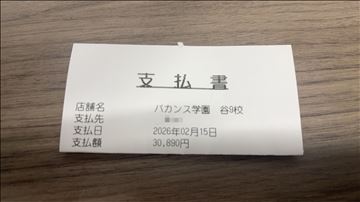 支払書
店舗名 バカンス学園 谷9校
支払先
支払日 2026年02月15日
支払額 30,890円